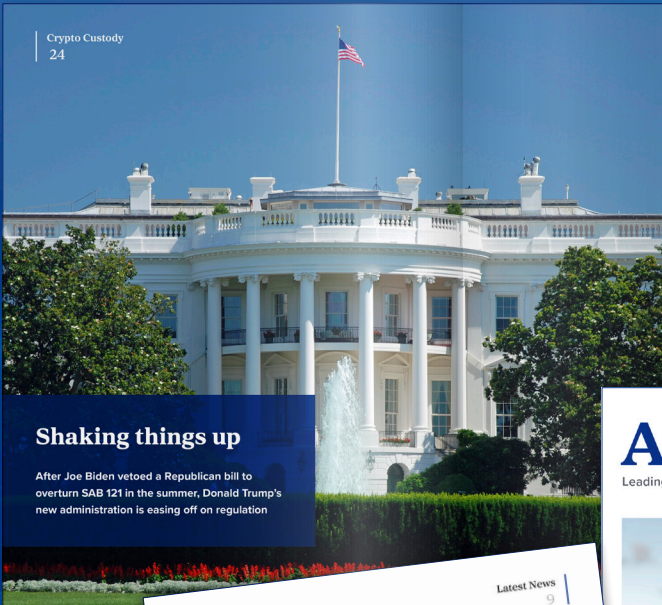 Crypto Custody
24
Shaking things up
After Joe Biden vetoed a Republican bill to
overturn SAB 121 in the summer, Donald Trump's
new administration is easing off on regulation
Latest News
9
A
Leading